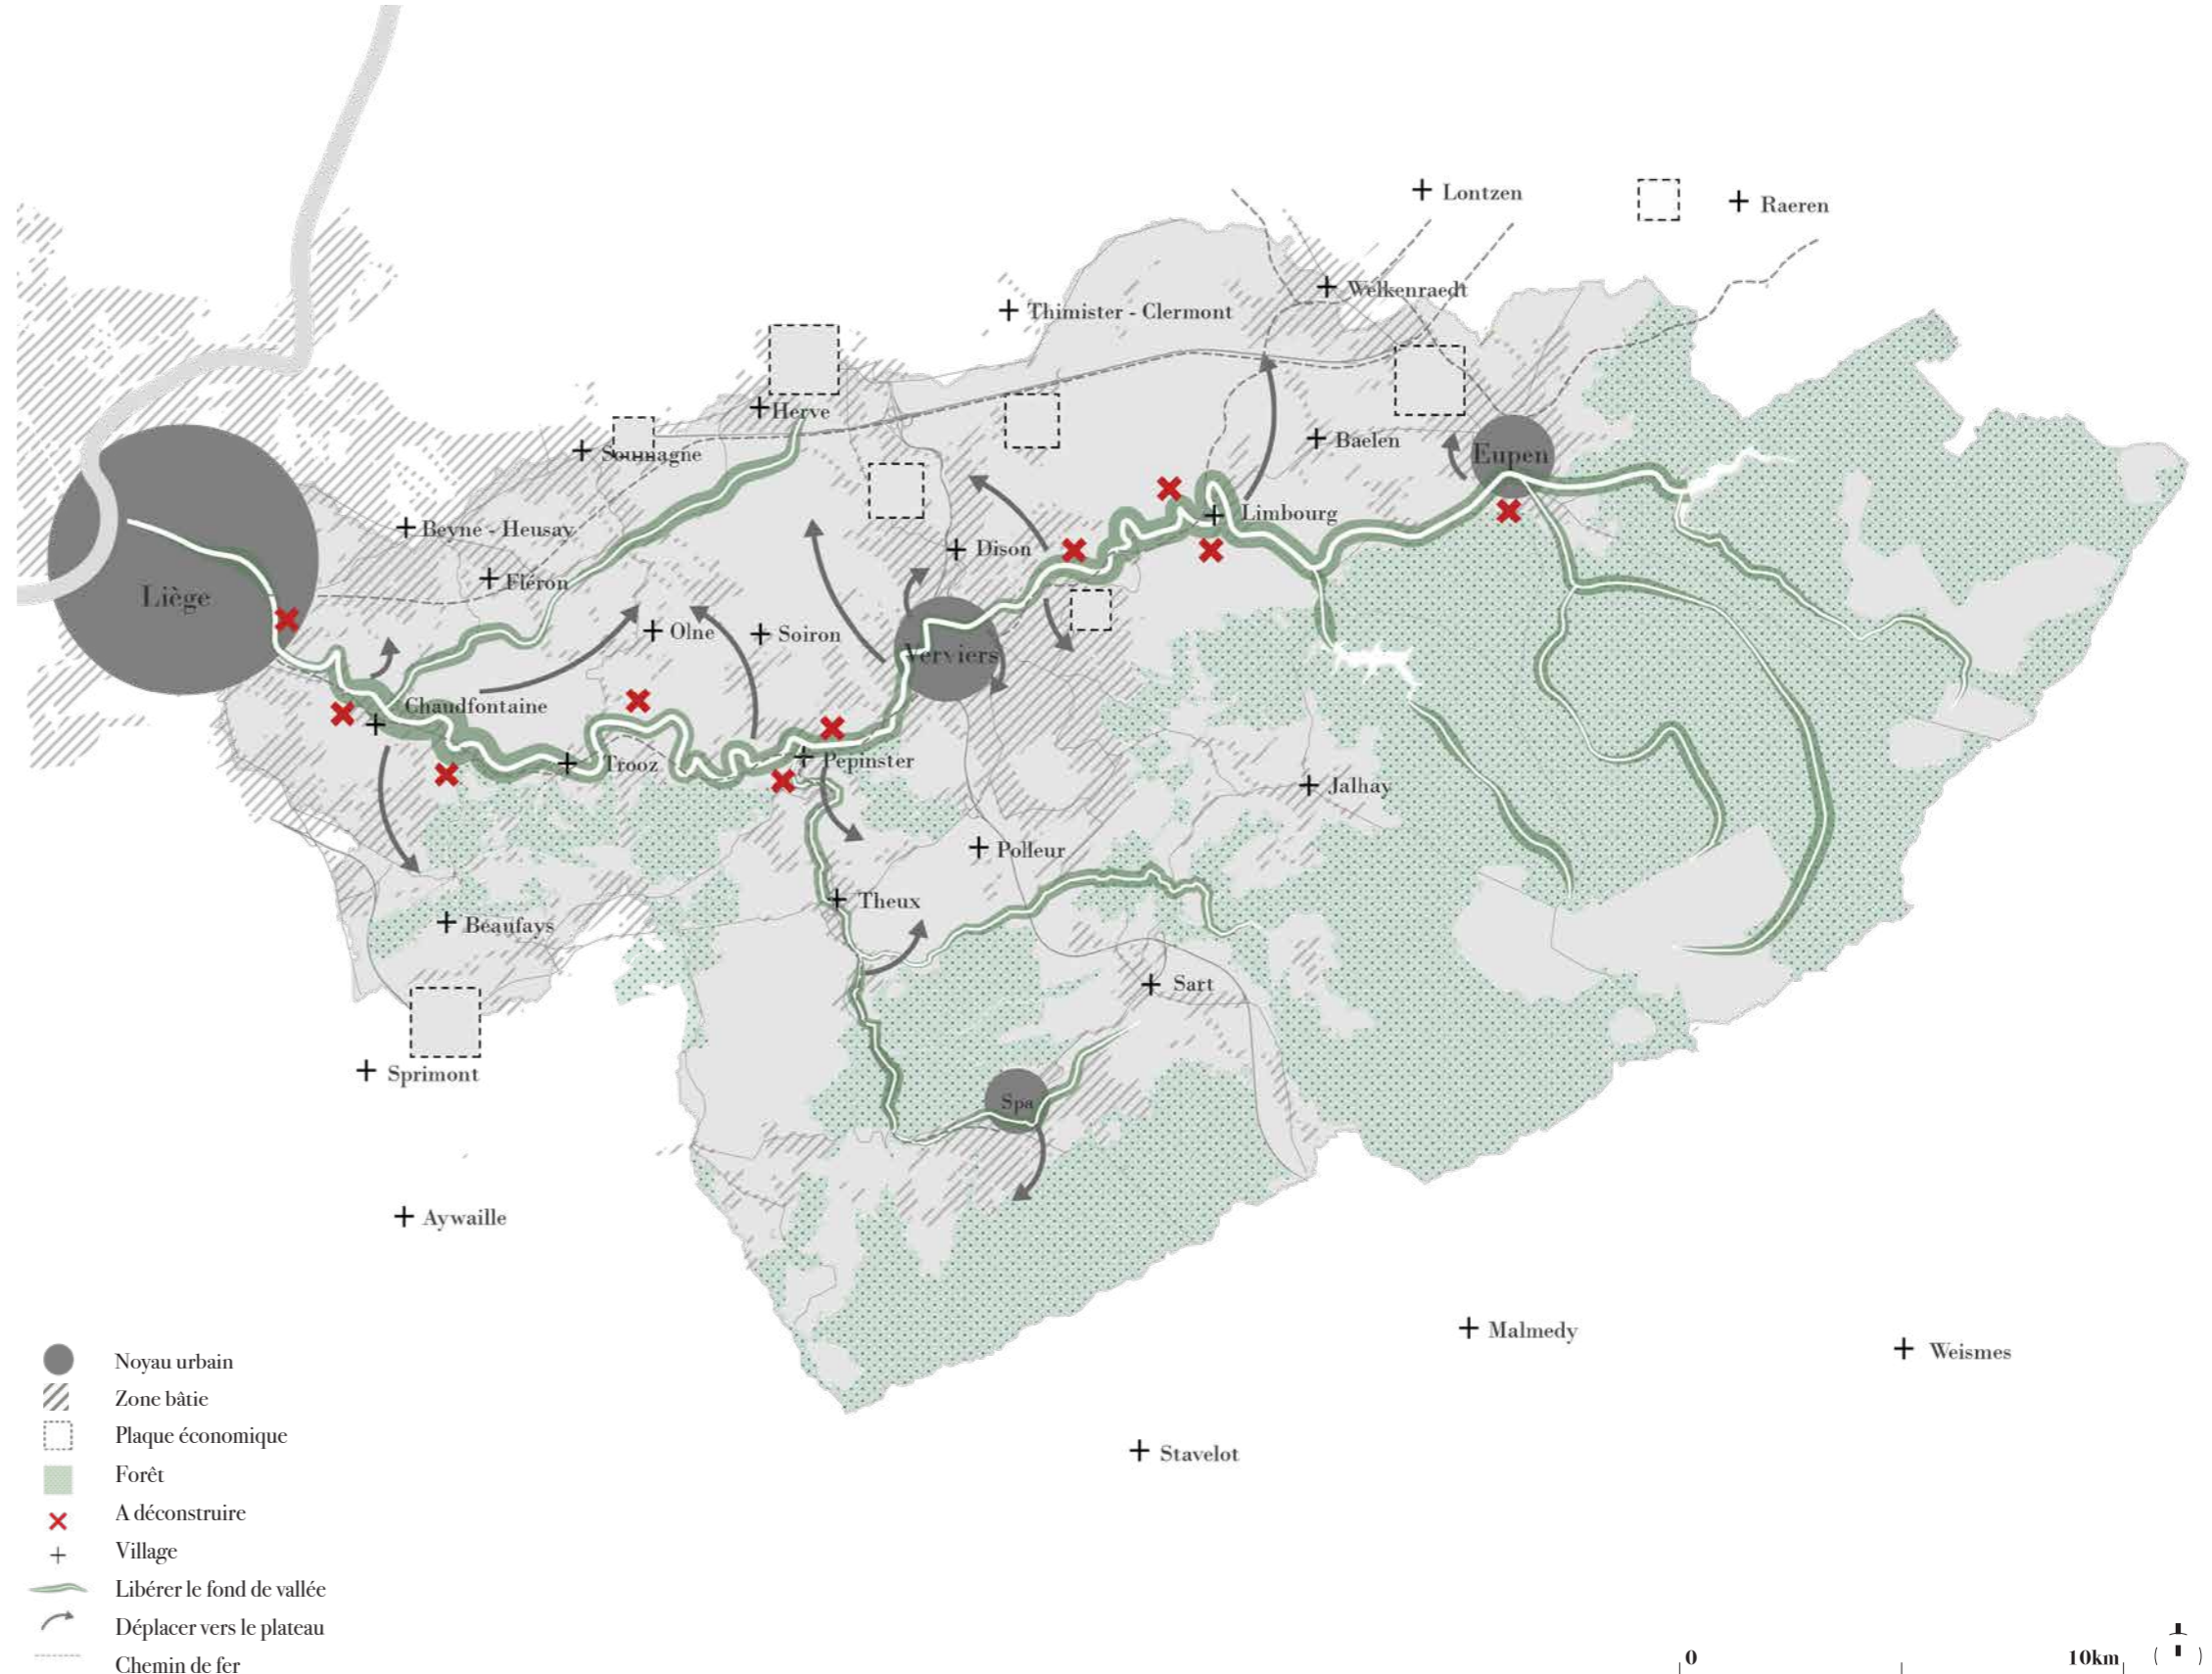 Lontzen
Raeren
Welkenraedt
Thimister - Clermont
Herve
Soumagne
Baelen
Eupen
Limbourg
Beyne - Heusay
Dison
Fléron
Liège
Olne
Soiron
Verviers
Chaudfontaine
Trooz
Pepinster
Jalhay
Polleur
Theux
Beaufays
Sart
Sprimont
Spa
Aywaille
Malmedy
Weismes
Stavelot
Noyau urbain
Zone bâtie
Plaque économique
Forêt
A déconstruire
Village
Libérer le fond de vallée
Déplacer vers le plateau
Chemin de fer
0 10km